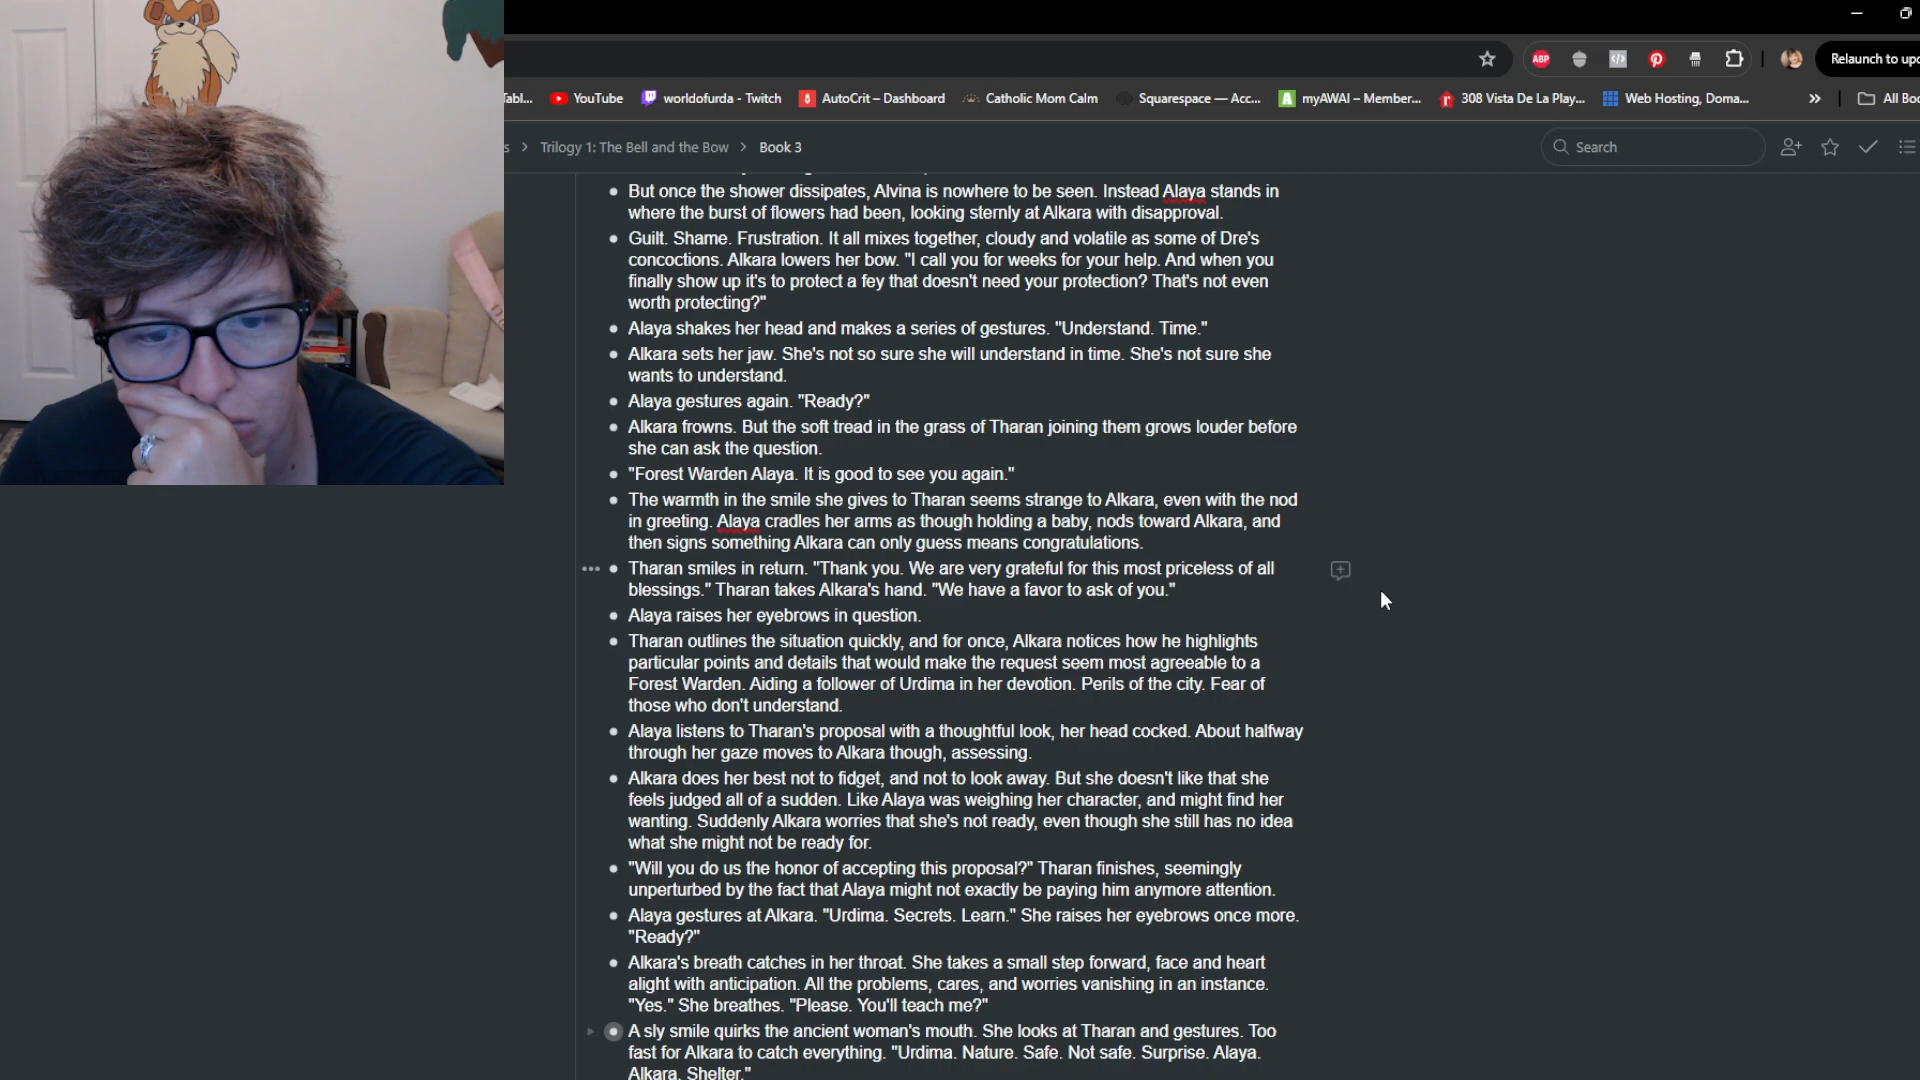 ABP
Relaunch to upd
Tabl...
YouTube
worldofurda - Twitch
AutoCrit – Dashboard
Catholic Mom Calm
Squarespace — Acc...
myAWAI – Member...
308 Vista De La Play...
Web Hosting, Doma...
»
All Boo
s > Trilogy 1: The Bell and the Bow > Book 3
Search
But once the shower dissipates, Alvina is nowhere to be seen. Instead Alaya stands in
where the burst of flowers had been, looking sternly at Alkara with disapproval.
Guilt. Shame. Frustration. It all mixes together, cloudy and volatile as some of Dre's
concoctions. Alkara lowers her bow. "I call you for weeks for your help. And when you
finally show up it's to protect a fey that doesn't need your protection? That's not even
worth protecting?"
Alaya shakes her head and makes a series of gestures. "Understand. Time."
Alkara sets her jaw. She's not so sure she will understand in time. She's not sure she
wants to understand.
Alaya gestures again. "Ready?"
Alkara frowns. But the soft tread in the grass of Tharan joining them grows louder before
she can ask the question.
"Forest Warden Alaya. It is good to see you again."
The warmth in the smile she gives to Tharan seems strange to Alkara, even with the nod
in greeting. Alaya cradles her arms as though holding a baby, nods toward Alkara, and
then signs something Alkara can only guess means congratulations.
Tharan smiles in return. "Thank you. We are very grateful for this most priceless of all
blessings." Tharan takes Alkara's hand. "We have a favor to ask of you."
Alaya raises her eyebrows in question.
Tharan outlines the situation quickly, and for once, Alkara notices how he highlights
particular points and details that would make the request seem most agreeable to a
Forest Warden. Aiding a follower of Urdima in her devotion. Perils of the city. Fear of
those who don't understand.
Alaya listens to Tharan's proposal with a thoughtful look, her head cocked. About halfway
through her gaze moves to Alkara though, assessing.
Alkara does her best not to fidget, and not to look away. But she doesn't like that she
feels judged all of a sudden. Like Alaya was weighing her character, and might find her
wanting. Suddenly Alkara worries that she's not ready, even though she still has no idea
what she might not be ready for.
"Will you do us the honor of accepting this proposal?" Tharan finishes, seemingly
unperturbed by the fact that Alaya might not exactly be paying him anymore attention.
Alaya gestures at Alkara. "Urdima. Secrets. Learn." She raises her eyebrows once more.
"Ready?"
Alkara's breath catches in her throat. She takes a small step forward, face and heart
alight with anticipation. All the problems, cares, and worries vanishing in an instance.
"Yes." She breathes. "Please. You'll teach me?"
A sly smile quirks the ancient woman's mouth. She looks at Tharan and gestures. Too
fast for Alkara to catch everything. "Urdima. Nature. Safe. Not safe. Surprise. Alaya.
Alkara. Shelter."